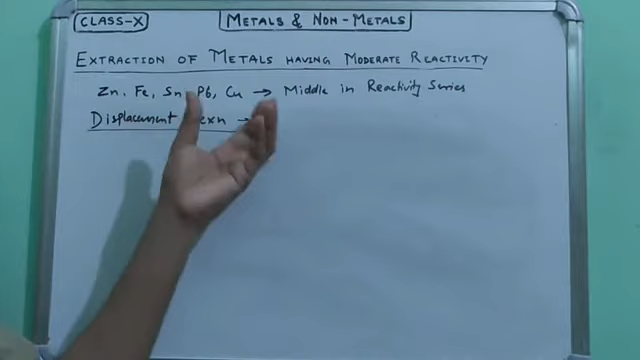 CLASS-X
METALS & NON-METALS
EXTRACTION OF METALS HAVING MODERATE REACTIVITY
Zn, Fe, Sn, Pb, Cu → Middle in Reactivity Series
Displacement →